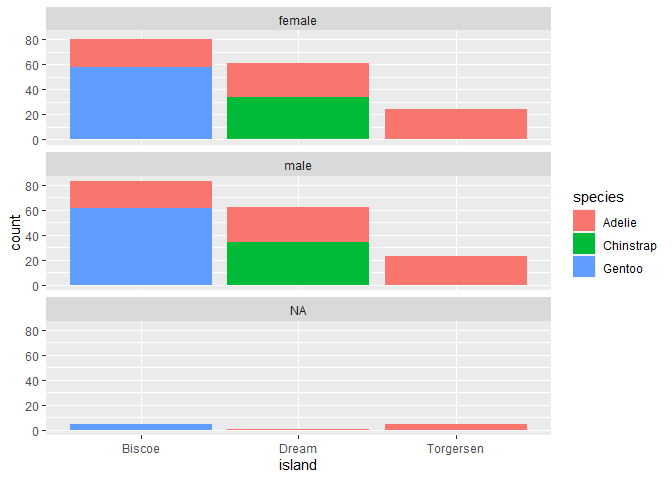 female
80
60
40
20
0
male
80
60
40
20
0
NA
80
60
40
20
0
count
Biscoe Dream Torgersen
island
species
Adelie
Chinstrap
Gentoo